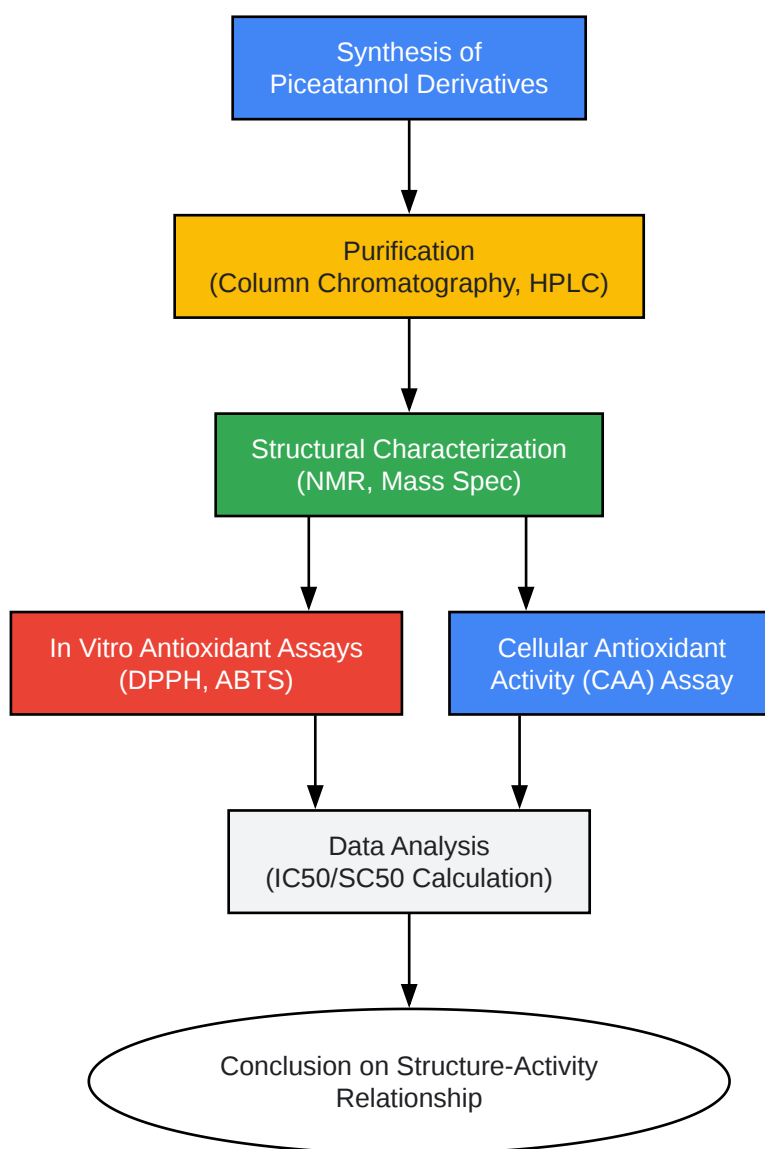 Synthesis of
Piceatannol Derivatives
Purification
(Column Chromatography, HPLC)
Structural Characterization
(NMR, Mass Spec)
In Vitro Antioxidant Assays
(DPPH, ABTS)
Cellular Antioxidant
Activity (CAA) Assay
Data Analysis
(IC50/SC50 Calculation)
Conclusion on Structure-Activity
Relationship